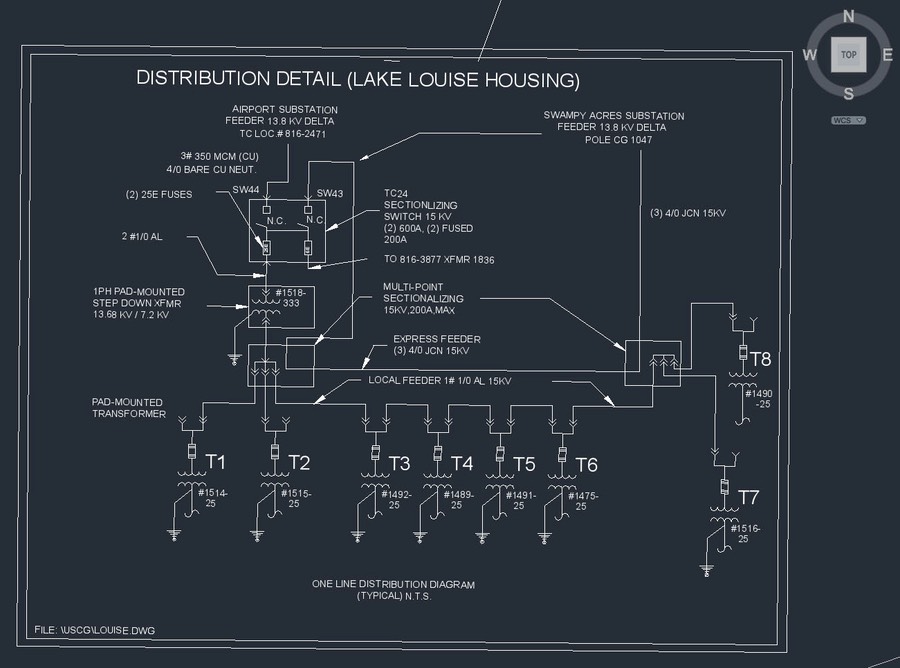 DISTRIBUTION DETAIL (LAKE LOUISE HOUSING)
AIRPORT SUBSTATION
FEEDER 13.8 KV DELTA
TC LOC.# 816-2471
SWAMPY ACRES SUBSTATION
FEEDER 13.8 KV DELTA
POLE CG 1047
3# 350 MCM (CU)
4/0 BARE CU NEUT.
(2) 25E FUSES
SW44
SW43
N.C.
N.C.
TC24
SECTIONLIZING
SWITCH 15 KV
(2) 600A, (2) FUSED
200A
(3) 4/0 JCN 15KV
2 #1/0 AL
TO 816-3877 XFMR 1836
1PH PAD-MOUNTED
STEP DOWN XFMR
13.68 KV / 7.2 KV
#1518-
333
MULTI-POINT
SECTIONALIZING
15KV,200A,MAX
EXPRESS FEEDER
(3) 4/0 JCN 15KV
LOCAL FEEDER 1# 1/0 AL 15KV
PAD-MOUNTED
TRANSFORMER
T1
#1514-
25
T2
#1515-
25
T3
#1492-
25
T4
#1489-
25
T5
#1491-
25
T6
#1475-
25
T8
#1490
-25
T7
#1516-
25
ONE LINE DISTRIBUTION DIAGRAM
(TYPICAL) N.T.S.
FILE: \USCG\LOUISE.DWG
N
W
TOP
E
S
WCS